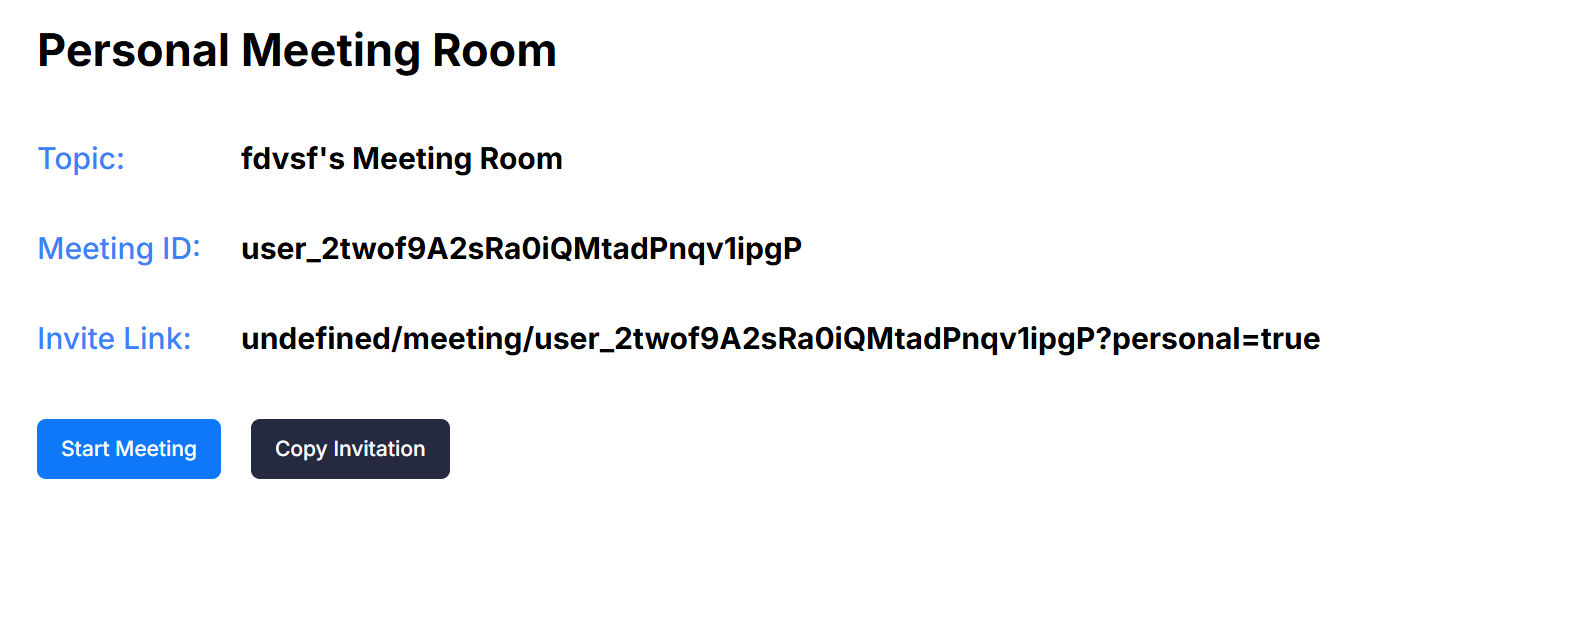 Personal Meeting Room
Topic: fdvsf's Meeting Room
Meeting ID: user_2twof9A2sRa0iQMtadPnqv1ipgP
Invite Link: undefined/meeting/user_2twof9A2sRa0iQMtadPnqv1ipgP?personal=true
Start Meeting Copy Invitation